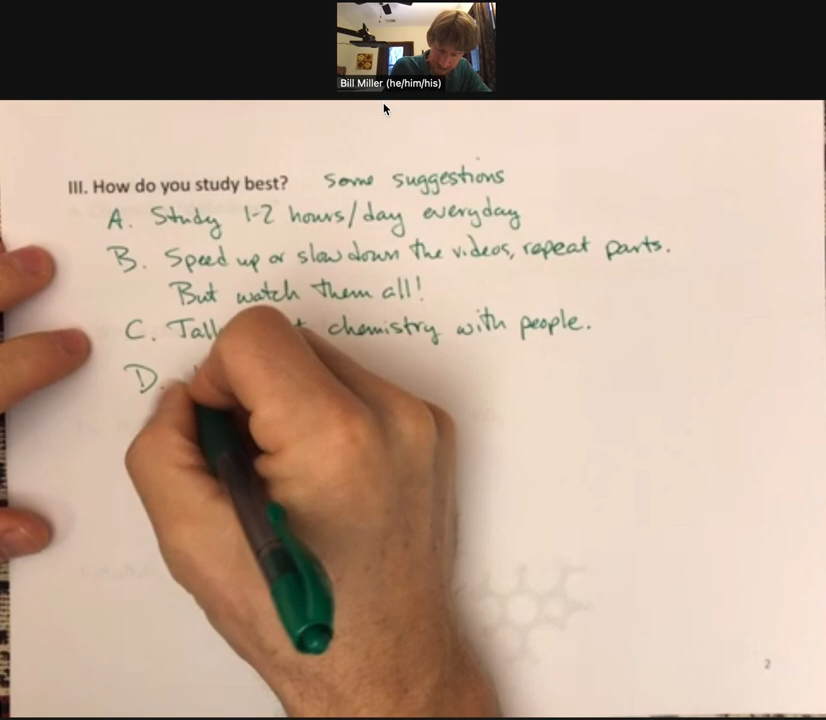 Bill Miller (he/him/his)
III. How do you study best? some suggestions
A. Study 1-2 hours/day everyday
B. Speed up or slow down the videos, repeat parts.
But watch them all!
C. chemistry with people.
D.
2